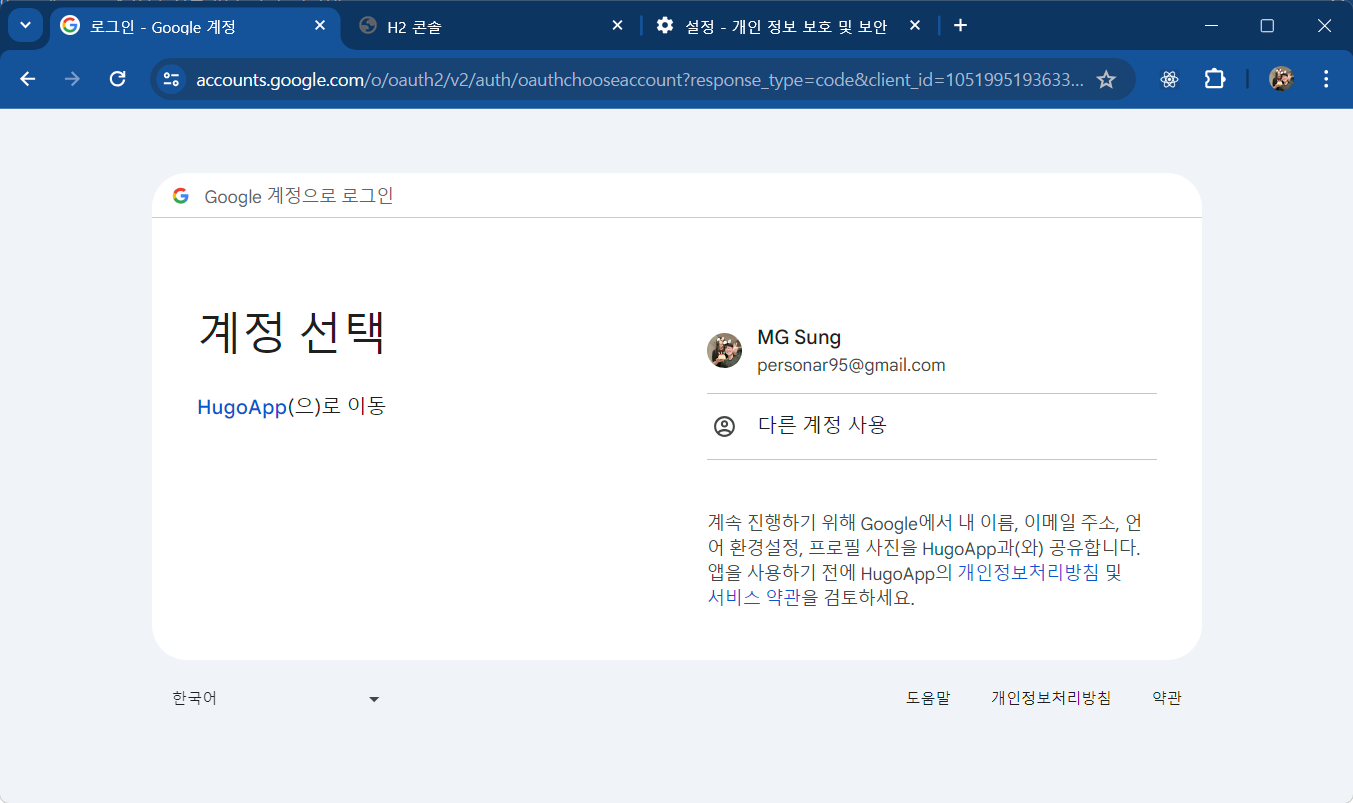 로그인 - Google 계정
H2 콘솔
설정 - 개인 정보 보호 및 보안
accounts.google.com/o/oauth2/v2/auth/oauthchooseaccount?response_type=code&client_id=1051995193633...
Google 계정으로 로그인
계정 선택
HugoApp(으)로 이동
MG Sung
personar95@gmail.com
다른 계정 사용
계속 진행하기 위해 Google에서 내 이름, 이메일 주소, 언
어 환경설정, 프로필 사진을 HugoApp과(와) 공유합니다.
앱을 사용하기 전에 HugoApp의 개인정보처리방침 및
서비스 약관을 검토하세요.
한국어
도움말
개인정보처리방침
약관